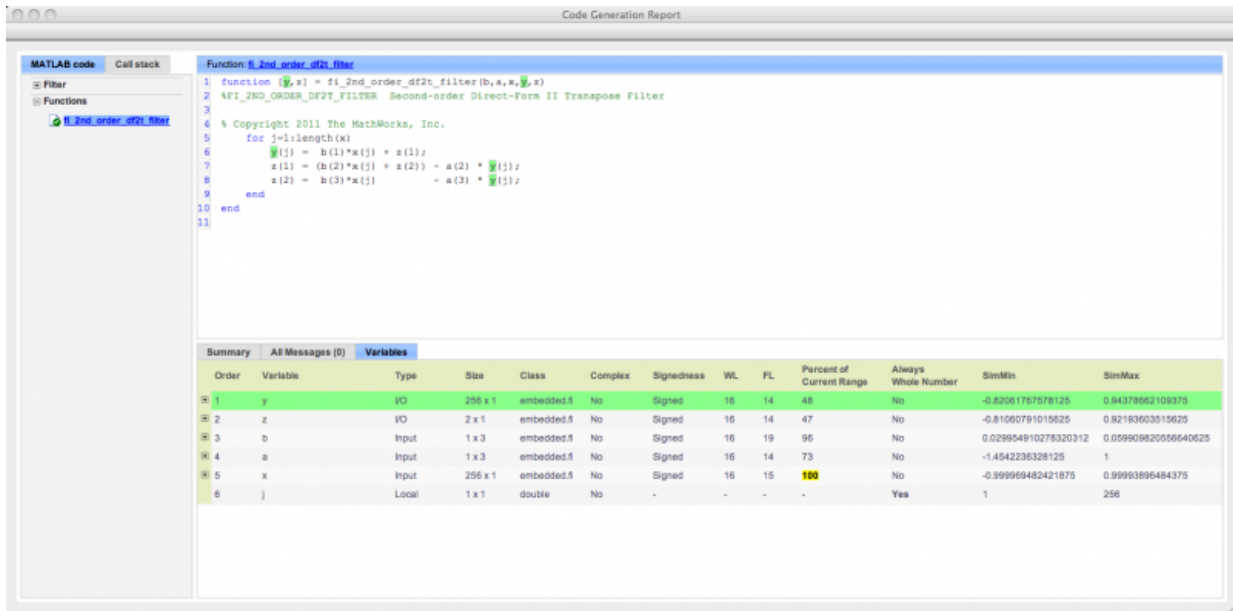 Code Generation Report
MATLAB code Call stack
Filter
Functions
fi_2nd_order_df2t_filter
Function: fi_2nd_order_df2t_filter
1 function [y,z] = fi_2nd_order_df2t_filter(b,a,x,y,z)
2 %FI_2ND_ORDER_DF2T_FILTER Second-order Direct-Form II Transpose Filter
3
4 % Copyright 2011 The MathWorks, Inc.
5 for j=1:length(x)
6 y(j) = b(1)*x(j) + z(1);
7 z(1) = (b(2)*x(j) + z(2)) - a(2) * y(j);
8 z(2) = b(3)*x(j) - a(3) * y(j);
9 end
10 end
11
Summary All Messages (0) Variables
Order Variable Type Size Class Complex Signedness WL FL Percent of Current Range Always Whole Number SimMin SimMax
1 y I/O 256 x 1 embedded.fi No Signed 16 14 48 No -0.82061767578125 0.94378662109375
2 z I/O 2 x 1 embedded.fi No Signed 16 14 47 No -0.81060791015625 0.92193603515625
3 b Input 1 x 3 embedded.fi No Signed 16 19 96 No 0.029954910278320312 0.059909820556640625
4 a Input 1 x 3 embedded.fi No Signed 16 14 73 No -1.4542236328125 1
5 x Input 256 x 1 embedded.fi No Signed 16 15 100 No -0.999969482421875 0.99993896484375
6 j Local 1 x 1 double No - - - - Yes 1 256